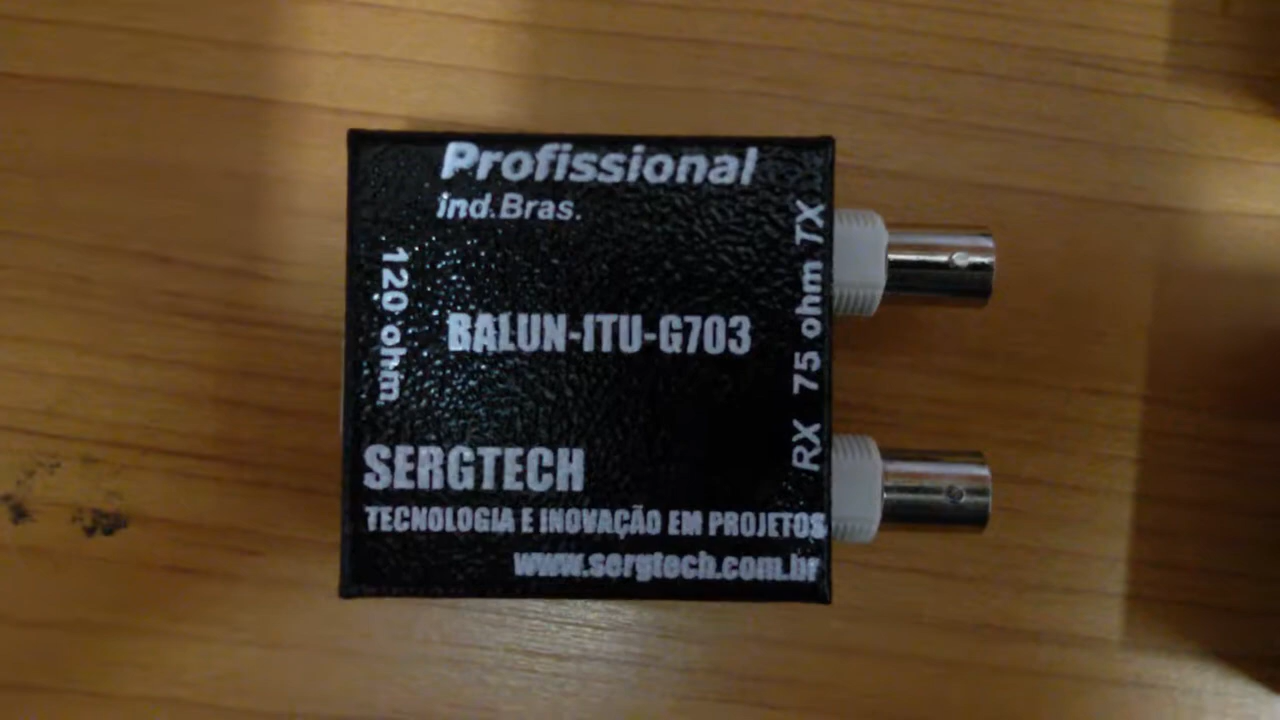 Profissional
ind.Bras.
120 ohm
BALUN-ITU-G703
RX 75 ohm TX
SERGTECH
TECNOLOGIA E INOVAÇÃO EM PROJETOS
www.sergtech.com.br